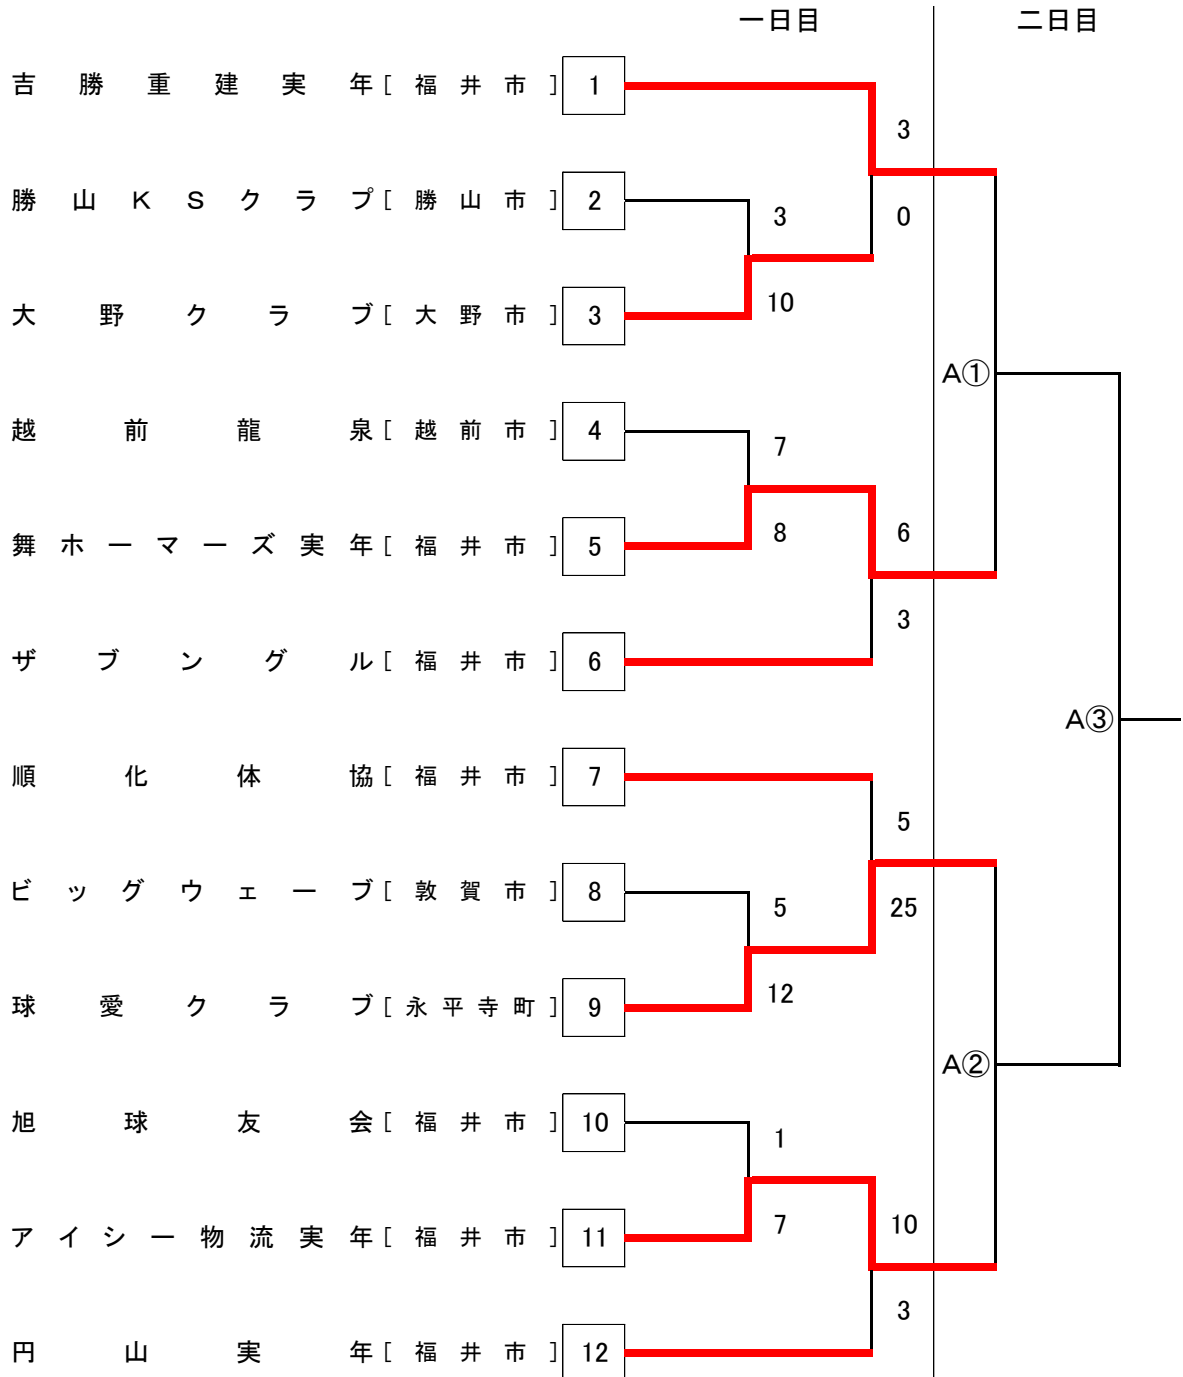 一日目 二日目
吉勝重建実年[福井市] 1
3
勝山KSクラブ[勝山市] 2
3 0
大野クラブ[大野市] 3
10
A①
越前龍泉[越前市] 4
7
舞ホーマーズ実年[福井市] 5
8 6
3
ザブングル[福井市] 6
A③
順化体協[福井市] 7
5
ビッグウェーブ[敦賀市] 8
5 25
球愛クラブ[永平寺町] 9
12
A②
旭球友会[福井市] 10
1
アイシー物流実年[福井市] 11
7 10
3
円山実年[福井市] 12